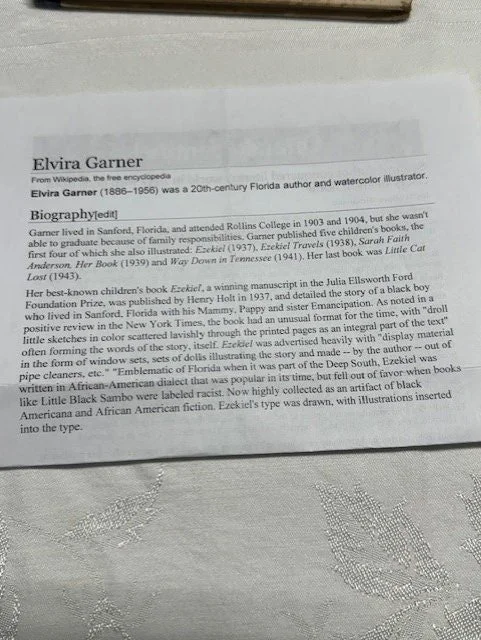 Elvira Garner
From Wikipedia, the free encyclopedia
Elvira Garner (1886–1956) was a 20th-century Florida author and watercolor illustrator.
Biography[edit]
Garner lived in Sanford, Florida, and attended Rollins College in 1903 and 1904, but she wasn't
able to graduate because of family responsibilities. Garner published five children's books, the
first four of which she also illustrated: Ezekiel (1937), Ezekiel Travels (1938), Sarah Faith
Anderson, Her Book (1939) and Way Down in Tennessee (1941). Her last book was Little Cat
Lost (1943).
Her best-known children's book Ezekiel, a winning manuscript in the Julia Ellsworth Ford
Foundation Prize, was published by Henry Holt in 1937, and detailed the story of a black boy
who lived in Sanford, Florida with his Mammy, Pappy and sister Emancipation. As noted in a
positive review in the New York Times, the book had an unusual format for the time, with "droll
little sketches in color scattered lavishly through the printed pages as an integral part of the text"
often forming the words of the story, itself. Ezekiel was advertised heavily with "display material
in the form of window sets, sets of dolls illustrating the story and made -- by the author -- out of
pipe cleaners, etc." "Emblematic of Florida when it was part of the Deep South, Ezekiel was
written in African-American dialect that was popular in its time, but fell out of favor when books
like Little Black Sambo were labeled racist. Now highly collected as an artifact of black
Americana and African American fiction. Ezekiel's type was drawn, with illustrations inserted
into the type.